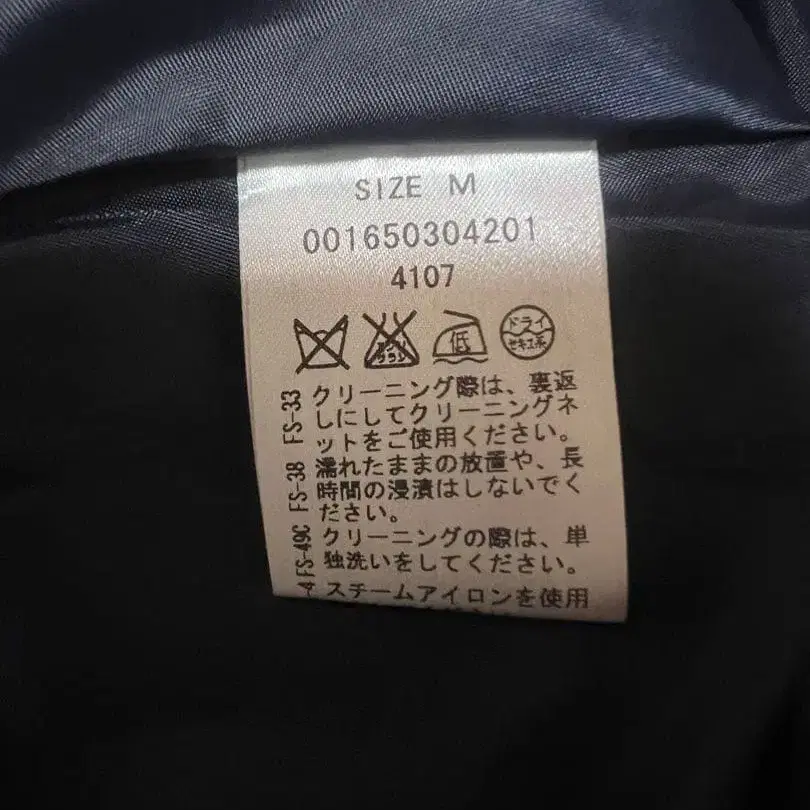 SIZE M
001650304201
4107
低
ドライ
セキユ系
FS-33 クリーニング際は、裏返
しにしてクリーニングネ
ットをご使用ください。
FS-38 濡れたままの放置や、長
時間の浸漬はしないでく
ださい。
FS-49C クリーニングの際は、単
独洗いをしてください。
スチームアイロンを使用